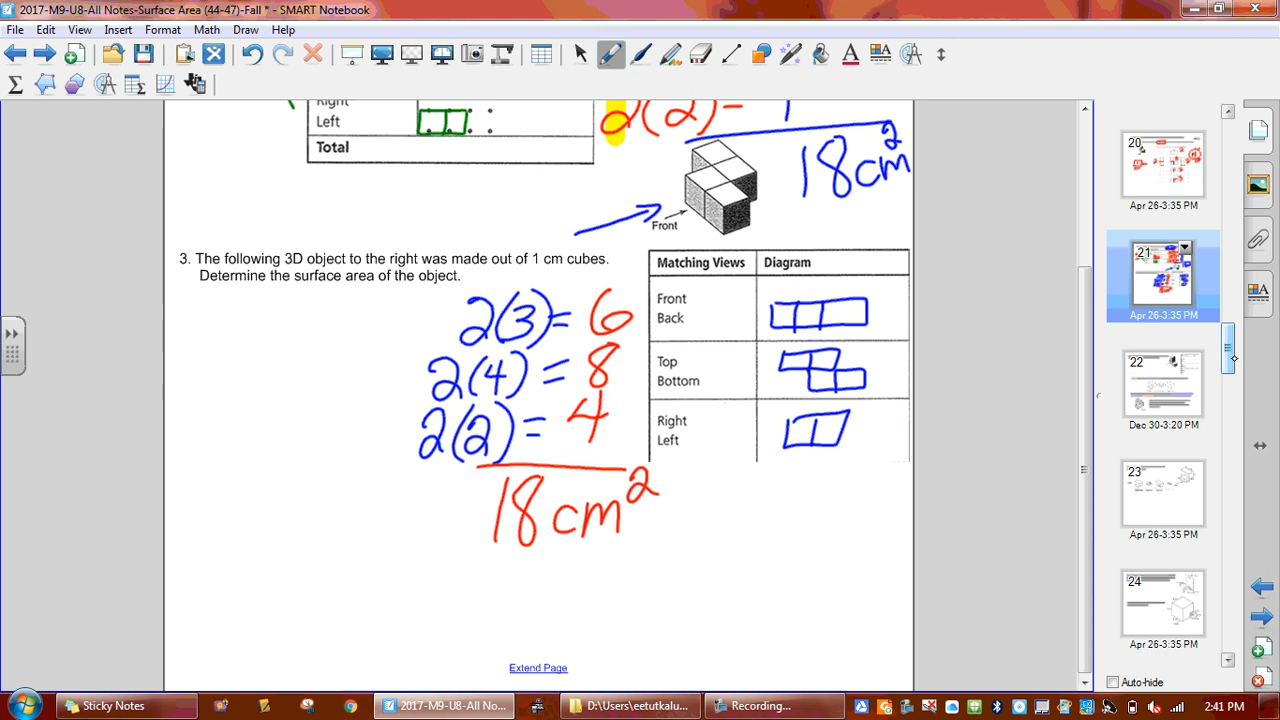 2017-M9-U8-All Notes-Surface Area (44-47)-Fall * - SMART Notebook
File Edit View Insert Format Math Draw Help
Right
Left
Total
2(2) =
18cm²
Front
3. The following 3D object to the right was made out of 1 cm cubes.
Determine the surface area of the object.
2(3)= 6
2(4) = 8
2(2) = 4
18 cm²
Matching Views Diagram
Front
Back
Top
Bottom
Right
Left
Extend Page
20
Apr 26-3:35 PM
21
Apr 26-3:35 PM
22
Dec 30-3:20 PM
23
Apr 26-3:35 PM
24
Apr 26-3:35 PM
Auto-hide
Sticky Notes
2017-M9-U8-All No...
D:\Users\eetutkalu...
Recording...
2:41 PM